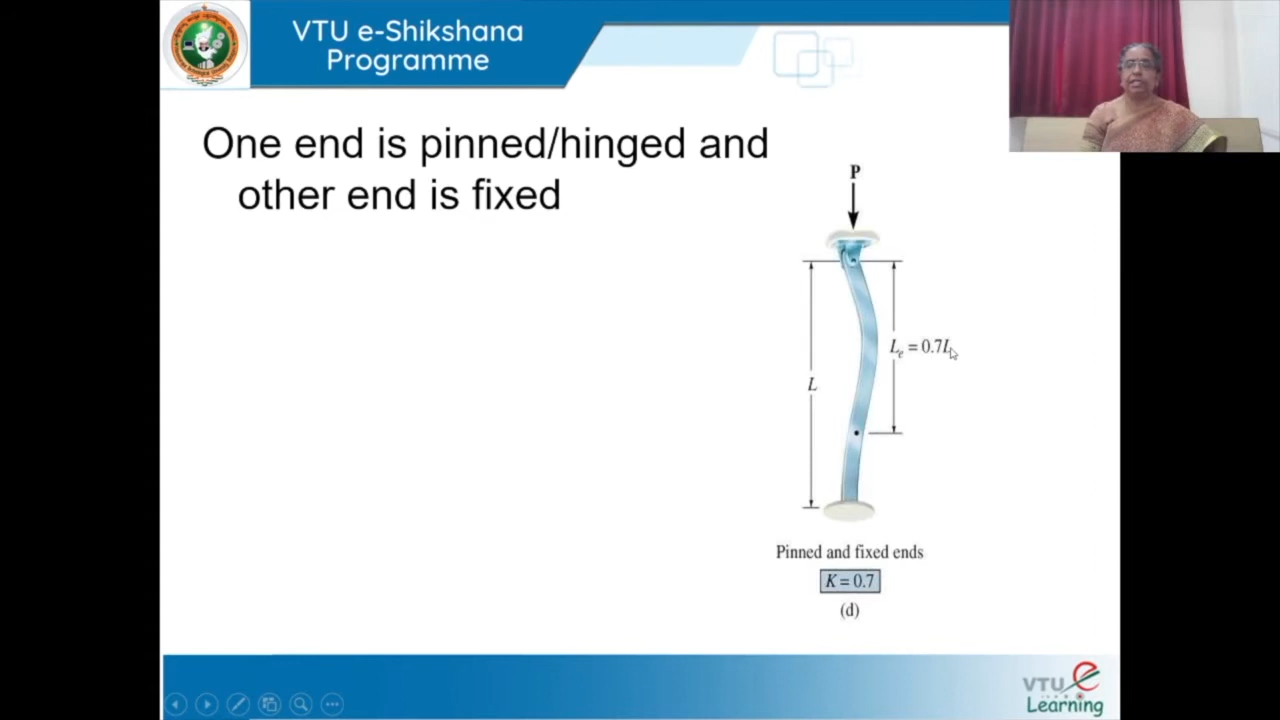 VTU e-Shikshana
Programme
One end is pinned/hinged and
other end is fixed
P
L
Lₑ = 0.7L
Pinned and fixed ends
K = 0.7
(d)
VTU e
Learning